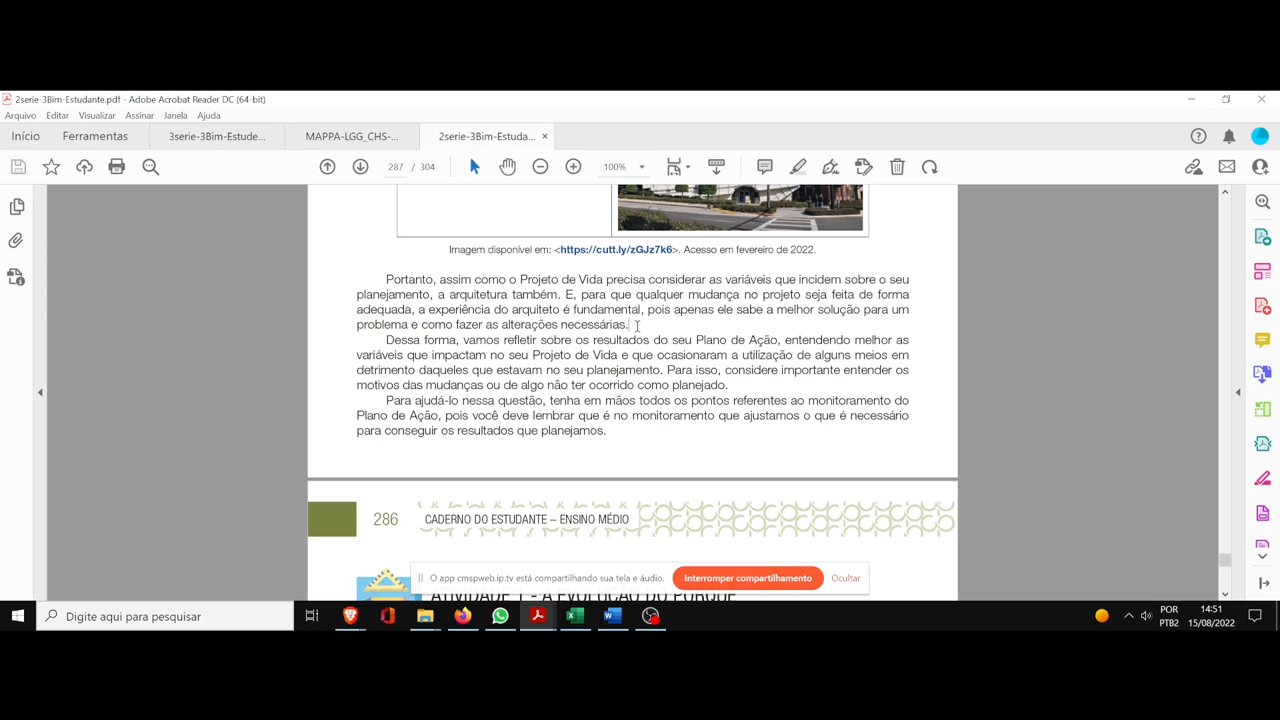 2serie-3Bim-Estudante.pdf - Adobe Acrobat Reader DC (64-bit)
Arquivo Editar Visualizar Assinar Janela Ajuda
Início Ferramentas 3serie-3Bim-Estude... MAPPA-LGG_CHS-... 2serie-3Bim-Estuda... ×
287 / 304 100%
Imagem disponível em: <https://cutt.ly/zGJz7k6>. Acesso em fevereiro de 2022.
Portanto, assim como o Projeto de Vida precisa considerar as variáveis que incidem sobre o seu
planejamento, a arquitetura também. E, para que qualquer mudança no projeto seja feita de forma
adequada, a experiência do arquiteto é fundamental, pois apenas ele sabe a melhor solução para um
problema e como fazer as alterações necessárias.
Dessa forma, vamos refletir sobre os resultados do seu Plano de Ação, entendendo melhor as
variáveis que impactam no seu Projeto de Vida e que ocasionaram a utilização de alguns meios em
detrimento daqueles que estavam no seu planejamento. Para isso, considere importante entender os
motivos das mudanças ou de algo não ter ocorrido como planejado.
Para ajudá-lo nessa questão, tenha em mãos todos os pontos referentes ao monitoramento do
Plano de Ação, pois você deve lembrar que é no monitoramento que ajustamos o que é necessário
para conseguir os resultados que planejamos.
286 CADERNO DO ESTUDANTE – ENSINO MÉDIO
O app cmspweb.ip.tv está compartilhando sua tela e áudio. Interromper compartilhamento Ocultar
ATIVIDADE 1 - A EVOLUÇÃO DO PORQUÊ
Digite aqui para pesquisar
POR 14:51
PTB2 15/08/2022